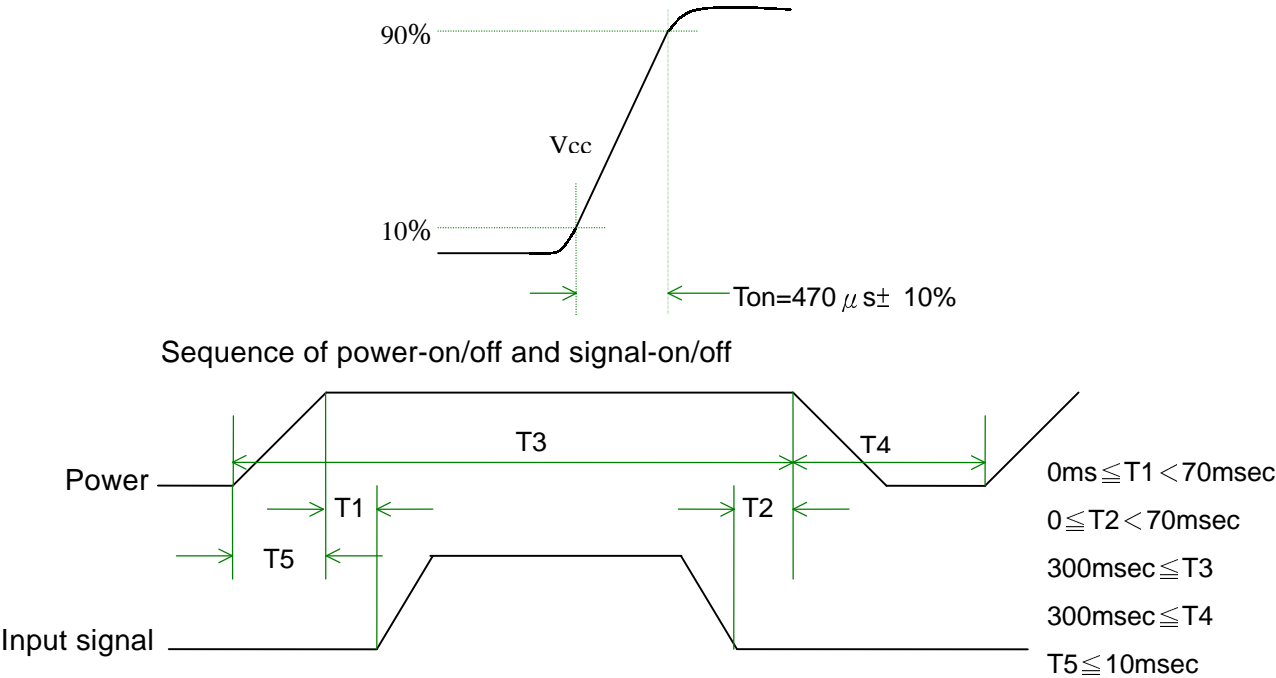 90%
Vcc
10%
Ton=470 μ s± 10%
Sequence of power-on/off and signal-on/off
T3
T4
Power
0ms≦T1＜70msec
T1
T2
0≦T2＜70msec
T5
300msec≦T3
300msec≦T4
Input signal
T5≦10msec